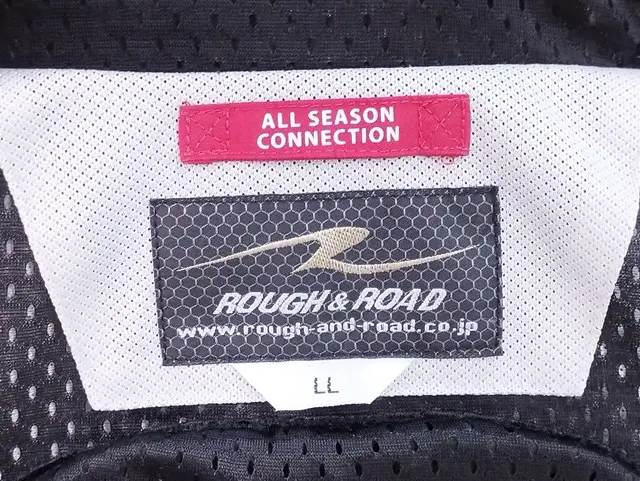 ALL SEASON
CONNECTION
ROUGH & ROAD
www.rough-and-road.co.jp
LL